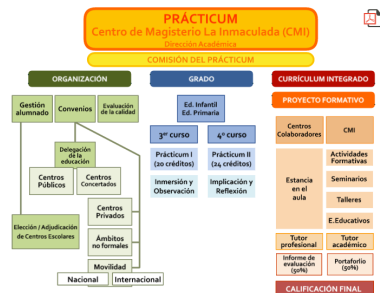 PRÁCTICUM
Centro de Magisterio La Inmaculada (CMI)
Dirección Académica
COMISIÓN DEL PRÁCTICUM
ORGANIZACIÓN
Gestión
alumnado
Convenios
Evaluación
de la calidad
Delegación
de la
educación
Centros
Públicos
Centros
Concertados
Centros
Privados
Elección / Adjudicación
de Centros Escolares
Ámbitos
no formales
Movilidad
Nacional
Internacional
GRADO
Ed. Infantil
Ed. Primaria
3er curso
4º curso
Prácticum I
(20 créditos)
Prácticum II
(24 créditos)
Inmersión y
Observación
Implicación y
Reflexión
CURRÍCULUM INTEGRADO
PROYECTO FORMATIVO
Centros
Colaboradores
CMI
Estancia
en el
aula
Actividades
Formativas
Seminarios
Talleres
E.Educativos
Tutor
profesional
Tutor
académico
Informe de
evaluación
(50%)
Portafolio
(50%)
CALIFICACIÓN FINAL